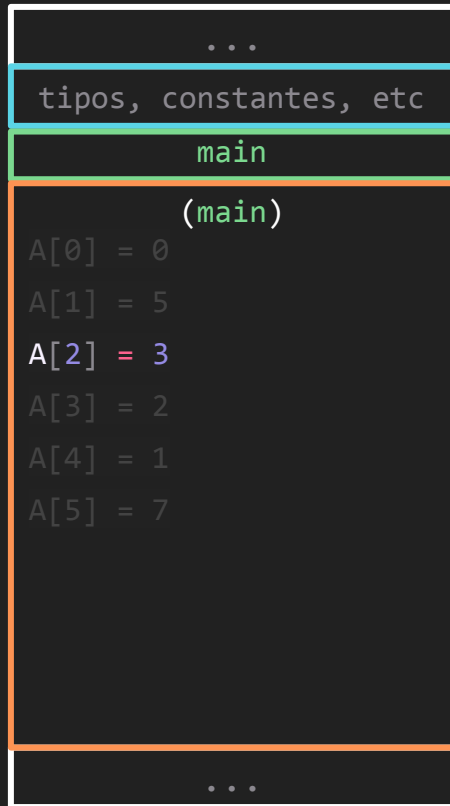 ...
tipos, constantes, etc
main
(main)
A[0] = 0
A[1] = 5
A[2] = 3
A[3] = 2
A[4] = 1
A[5] = 7
...